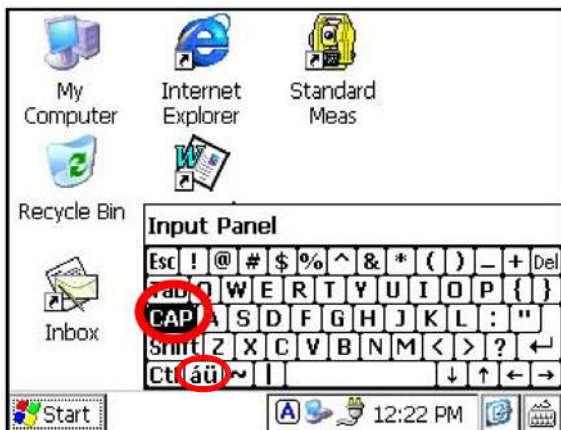 My Computer
Internet Explorer
Standard Meas
Recycle Bin
Inbox
Input Panel
Esc ! @ # $ % ^ & * ( ) _ + Del
Tab Q W E R T Y U I O P { }
CAP A S D F G H J K L : "
Shift Z X C V B N M < > ? ↵
Ctl áü ~ | ↓ ↑ ← →
Start A 12:22 PM